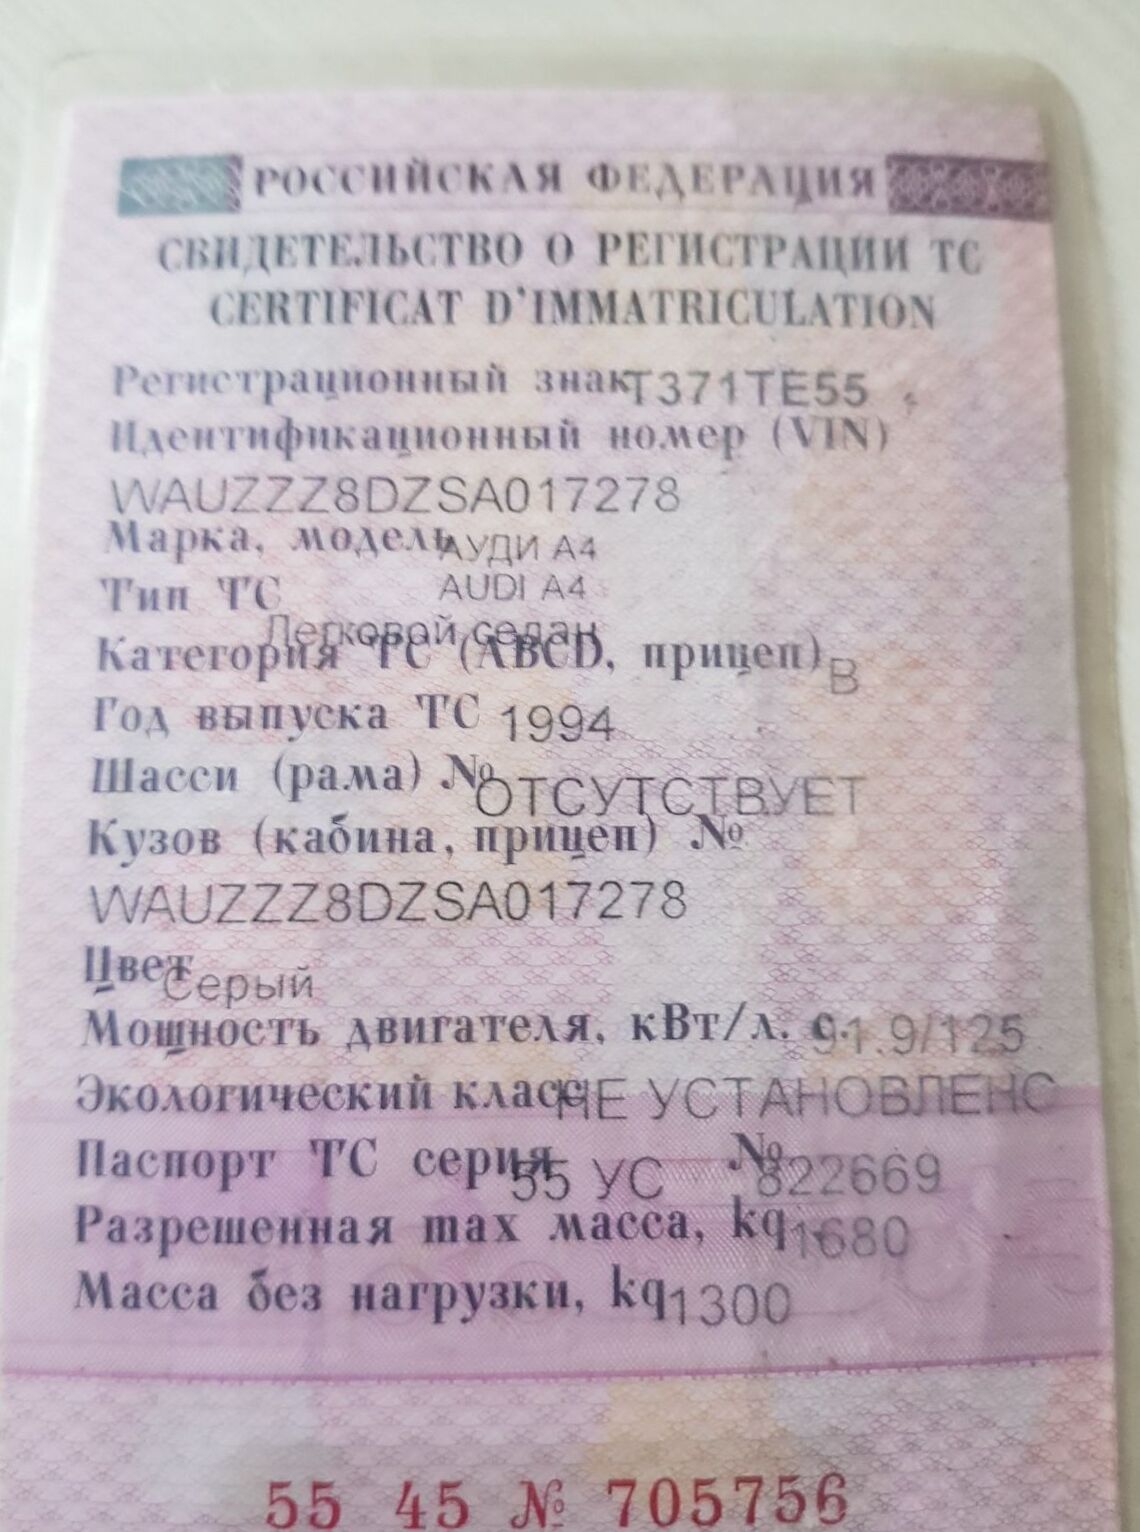 РОССИЙСКАЯ ФЕДЕРАЦИЯ
СВИДЕТЕЛЬСТВО О РЕГИСТРАЦИИ ТС
CERTIFICAT D'IMMATRICULATION
Регистрационный знак Т371ТЕ55
Идентификационный номер (VIN)
WAUZZZ8DZSA017278
Марка, модель АУДИ А4
AUDI A4
Тип ТС Легковой седан
Категория ТС (ABCD, прицеп) B
Год выпуска ТС 1994
Шасси (рама) № ОТСУТСТВУЕТ
Кузов (кабина, прицеп) №
WAUZZZ8DZSA017278
Цвет Серый
Мощность двигателя, кВт/л. с. 91.9/125
Экологический класс НЕ УСТАНОВЛЕНО
Паспорт ТС серия 55 УС № 822669
Разрешенная max масса, kg 1680
Масса без нагрузки, kg 1300
55 45 № 705756